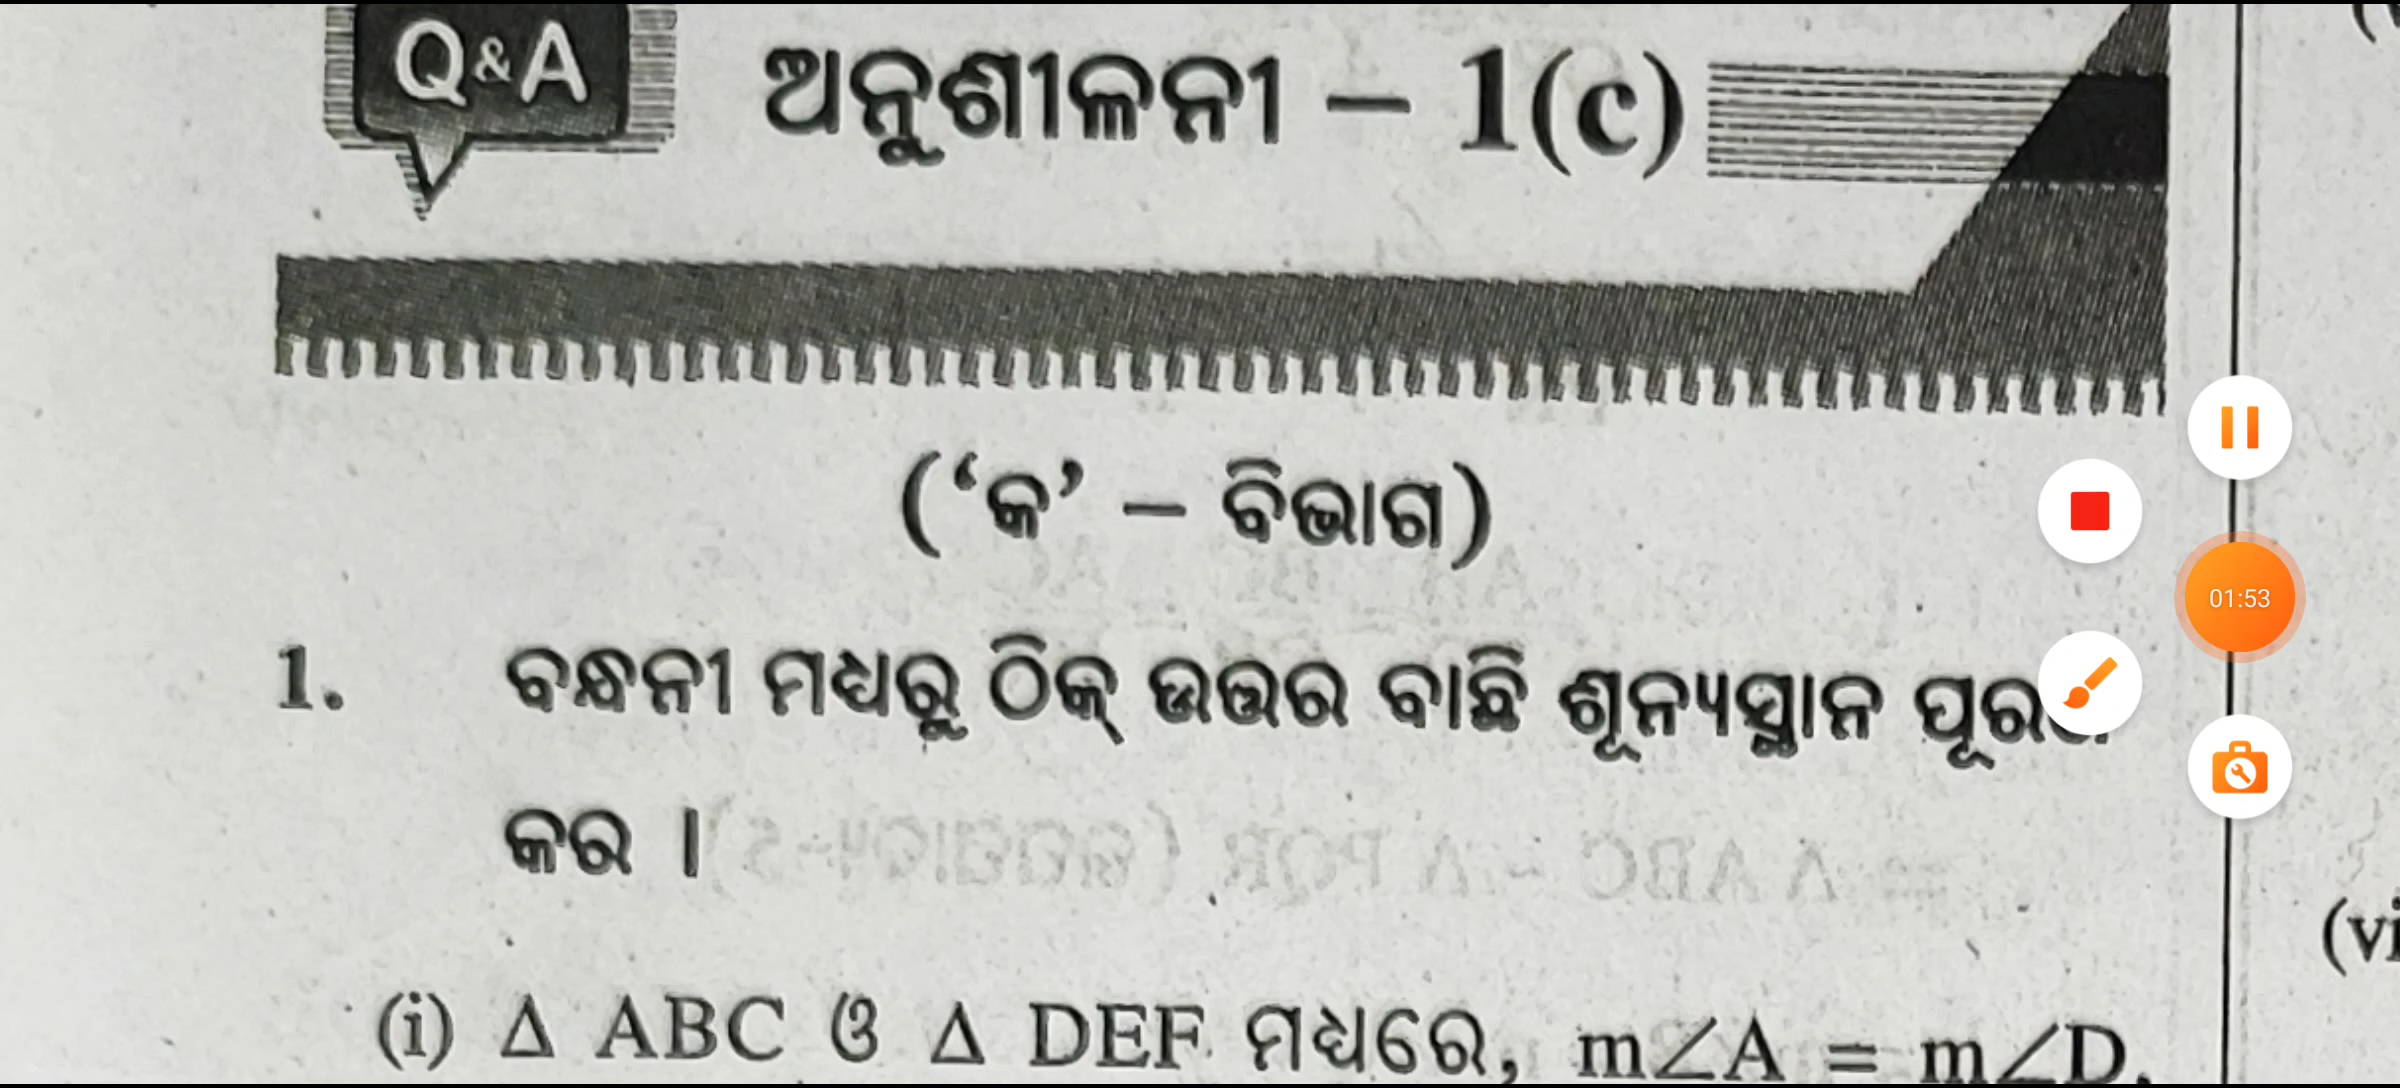 Q&A
ଅନୁଶୀଳନୀ – 1(c)
(‘କ’ – ବିଭାଗ)
1. ବନ୍ଧନୀ ମଧ୍ୟରୁ ଠିକ୍ ଉତ୍ତର ବାଛି ଶୂନ୍ୟସ୍ଥାନ
କର ।
(i) Δ ABC ଓ Δ DEF ମଧ୍ୟରେ, m∠A = m∠D,
01:53